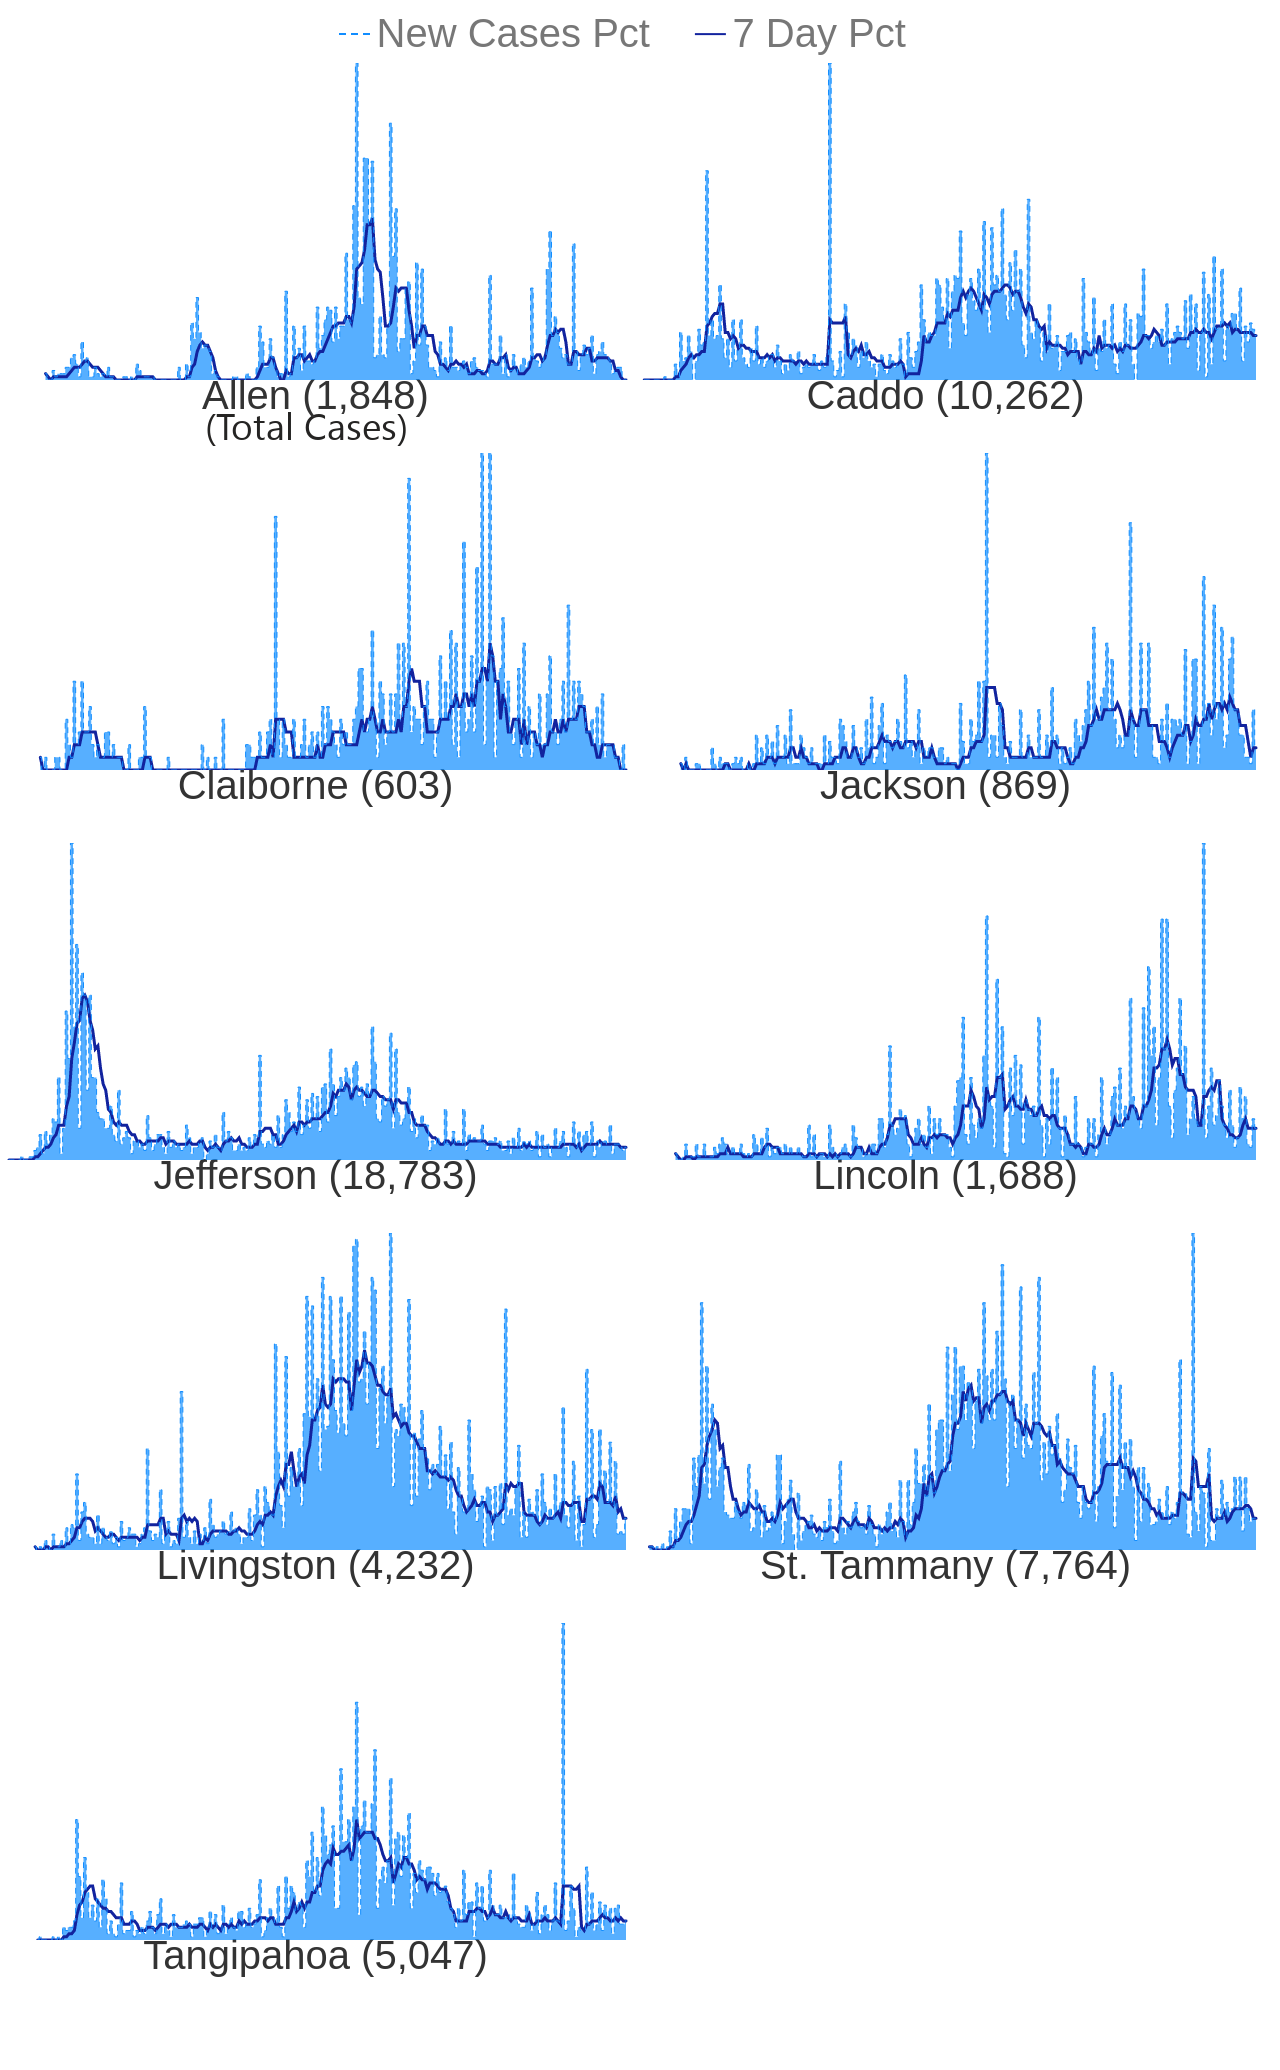 New Cases Pct 7 Day Pct
Allen (1,848) Caddo (10,262)
(Total Cases)
Claiborne (603) Jackson (869)
Jefferson (18,783) Lincoln (1,688)
Livingston (4,232) St. Tammany (7,764)
Tangipahoa (5,047)